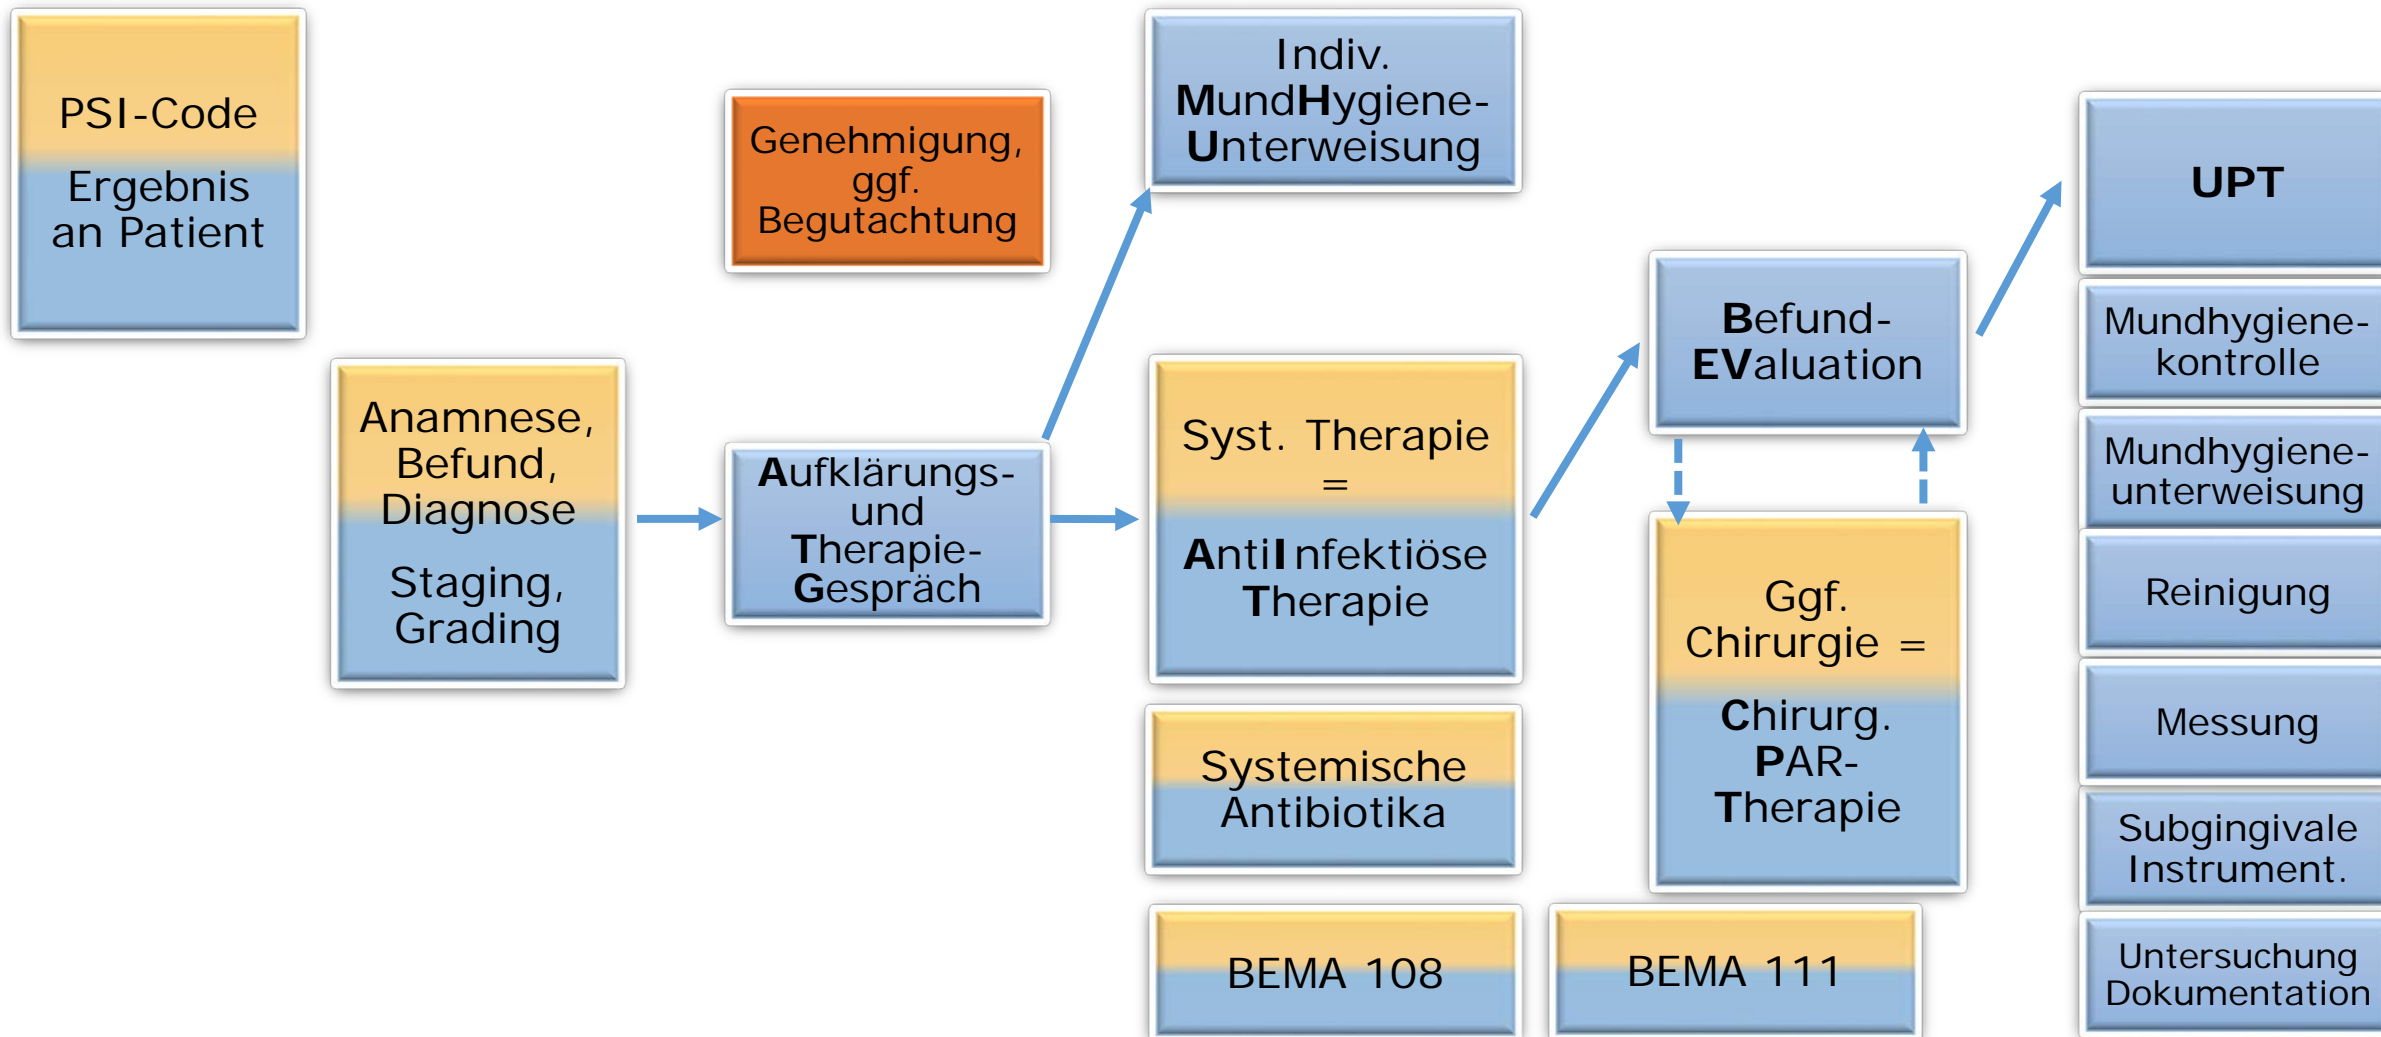 PSI-Code
Ergebnis
an Patient
Anamnese,
Befund,
Diagnose
Staging,
Grading
Genehmigung,
ggf.
Begutachtung
Aufklärungs-
und
Therapie-
Gespräch
Indiv.
MundHygiene-
Unterweisung
Syst. Therapie
=
AntiInfektiöse
Therapie
Systemische
Antibiotika
BEMA 108
Befund-
EValuation
Ggf.
Chirurgie =
Chirurg.
PAR-
Therapie
BEMA 111
UPT
Mundhygiene-
kontrolle
Mundhygiene-
unterweisung
Reinigung
Messung
Subgingivale
Instrument.
Untersuchung
Dokumentation